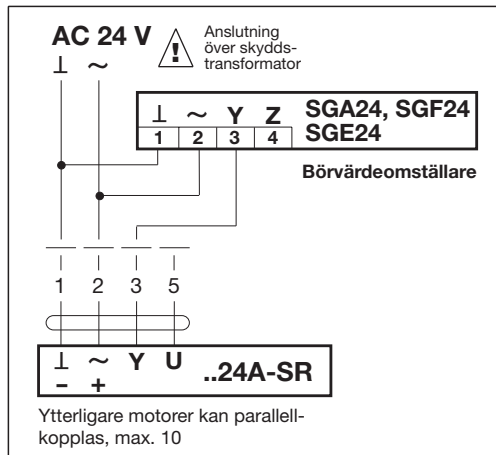 AC 24 V
Anslutning
över skydds-
transformator
⊥ ~
⊥ ~ Y Z
1 2 3 4
SGA24, SGF24
SGE24
Börvärdeomställare
1 2 3 5
⊥ ~ Y U
- +
..24A-SR
Ytterligare motorer kan parallell-
kopplas, max. 10